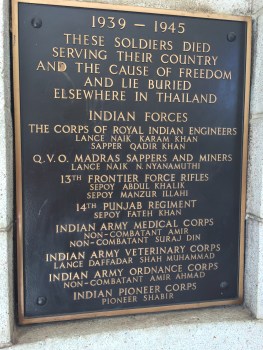 1939 – 1945
THESE SOLDIERS DIED
SERVING THEIR COUNTRY
AND THE CAUSE OF FREEDOM
AND LIE BURIED
ELSEWHERE IN THAILAND
INDIAN FORCES
THE CORPS OF ROYAL INDIAN ENGINEERS
LANCE NAIK KARAM KHAN
SAPPER QADIR KHAN
Q.V.O. MADRAS SAPPERS AND MINERS
LANCE NAIK N. NYANAMUTHI
13TH FRONTIER FORCE RIFLES
SEPOY ABDUL KHALIK
SEPOY MANZUR ILLAHI
14TH PUNJAB REGIMENT
SEPOY FATEH KHAN
INDIAN ARMY MEDICAL CORPS
NON-COMBATANT AMIR
NON-COMBATANT SURAJ DIN
INDIAN ARMY VETERINARY CORPS
LANCE DAFFADAR SHAH MUHAMMAD
INDIAN ARMY ORDNANCE CORPS
NON-COMBATANT AMIR AHMAD
INDIAN PIONEER CORPS
PIONEER SHABIR